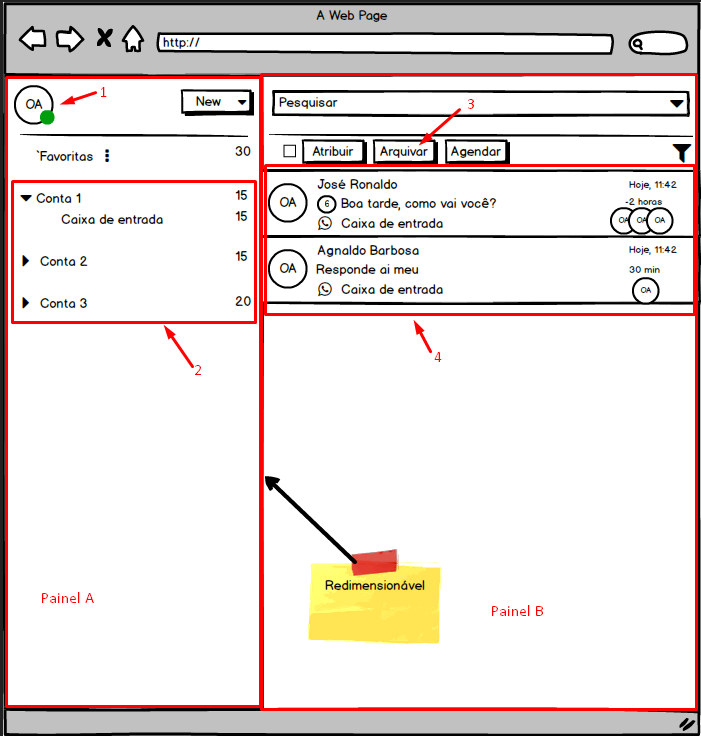 A Web Page
http://
OA
1
New
`Favoritas
30
Conta 1
15
Caixa de entrada
15
Conta 2
15
Conta 3
20
2
Painel A
Pesquisar
3
Atribuir
Arquivar
Agendar
OA
José Ronaldo
Hoje, 11:42
6
Boa tarde, como vai você?
-2 horas
Caixa de entrada
OA
OA
OA
OA
Agnaldo Barbosa
Hoje, 11:42
Responde ai meu
30 min
Caixa de entrada
OA
4
Redimensionável
Painel B